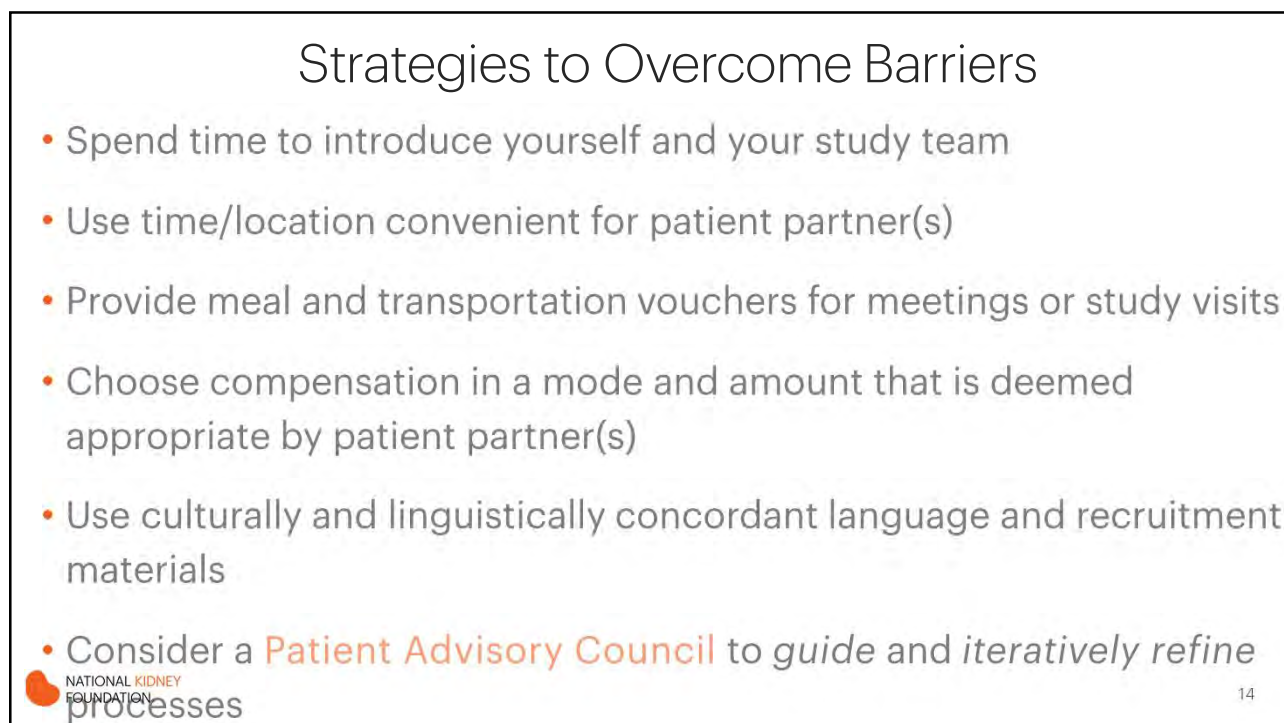 Strategies to Overcome Barriers
• Spend time to introduce yourself and your study team
• Use time/location convenient for patient partner(s)
• Provide meal and transportation vouchers for meetings or study visits
• Choose compensation in a mode and amount that is deemed
appropriate by patient partner(s)
• Use culturally and linguistically concordant language and recruitment
materials
• Consider a Patient Advisory Council to guide and iteratively refine
processes
NATIONAL KIDNEY
FOUNDATION
14